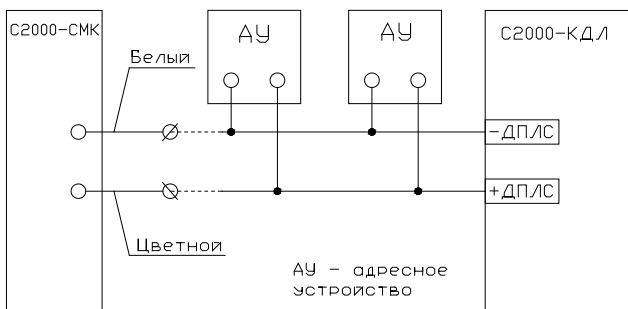 С2000-СМК
АУ
АУ
С2000-КДЛ
Белый
-ДПЛС
+ДПЛС
Цветной
АУ - адресное
устройство